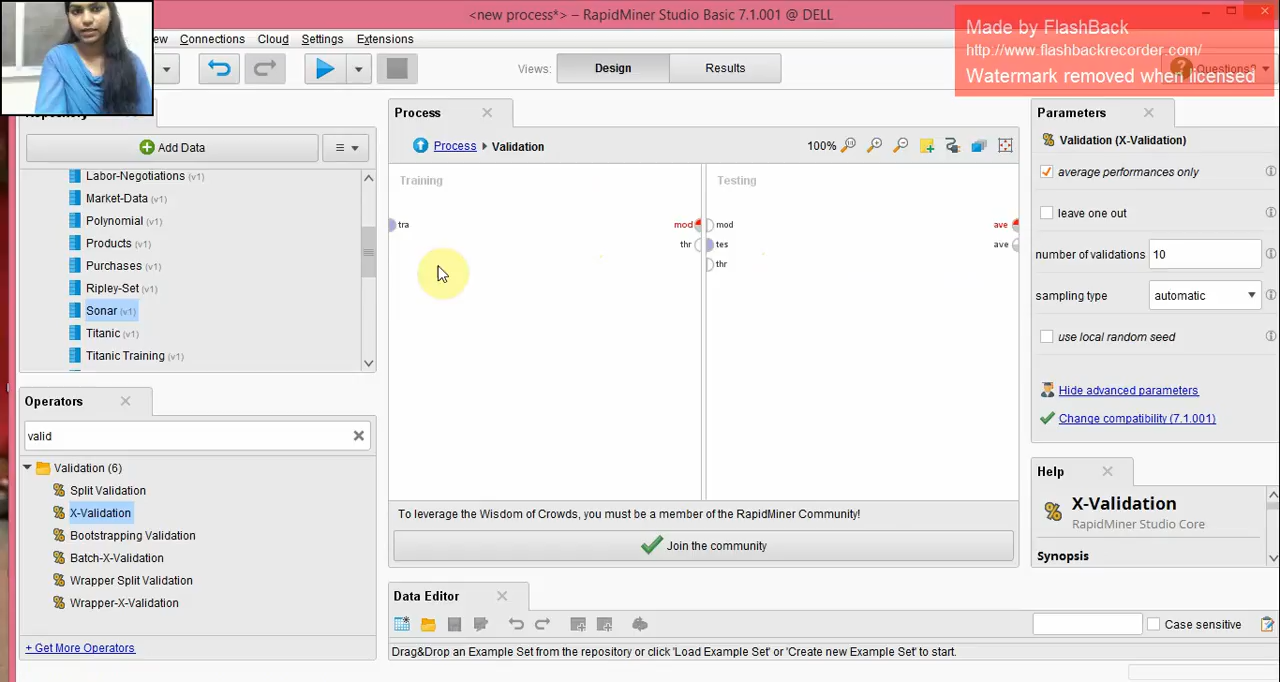 <new process*> – RapidMiner Studio Basic 7.1.001 @ DELL
Made by FlashBack
http://www.flashbackrecorder.com/
Watermark removed when licensed
ew Connections Cloud Extensions
Views: Design Results
Questions?
Process
Parameters
Add Data
Process Validation
100%
Validation (X-Validation)
Labor-Negotiations (v1)
Market-Data (v1)
Polynomial (v1)
Products (v1)
Purchases (v1)
Ripley-Set (v1)
Sonar (v1)
Titanic (v1)
Titanic Training (v1)
Training
Testing
tra
mod
thr
mod
tes
thr
ave
ave
average performances only
leave one out
number of validations 10
sampling type automatic
use local random seed
Hide advanced parameters
Change compatibility (7.1.001)
Operators
valid
Validation (6)
Split Validation
X-Validation
Bootstrapping Validation
Batch-X-Validation
Wrapper Split Validation
Wrapper-X-Validation
+ Get More Operators
To leverage the Wisdom of Crowds, you must be a member of the RapidMiner Community!
Join the community
Help
X-Validation
RapidMiner Studio Core
Synopsis
Data Editor
Case sensitive
Drag&Drop an Example Set from the repository or click 'Load Example Set' or 'Create new Example Set' to start.